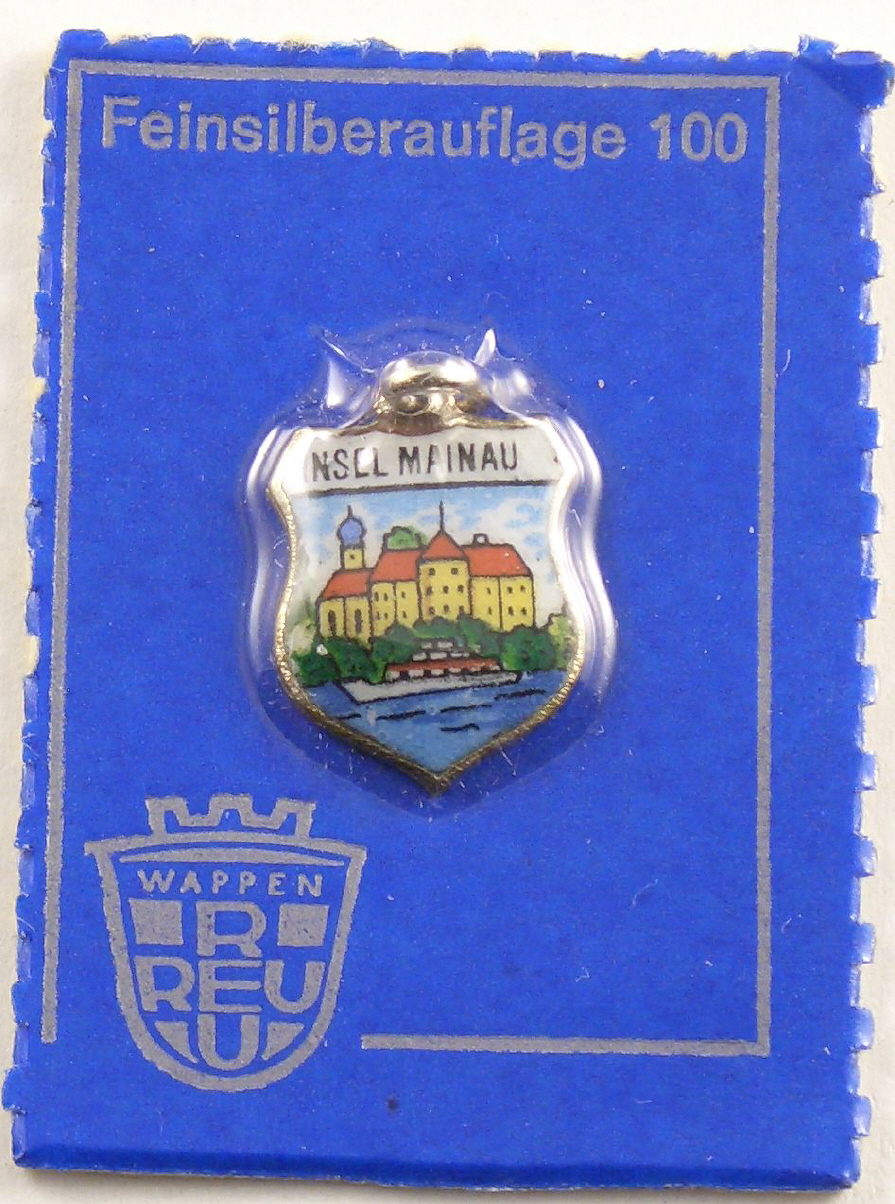 Feinsilberauflage 100
NSEL MAINAU
WAPPEN
R
REU
U